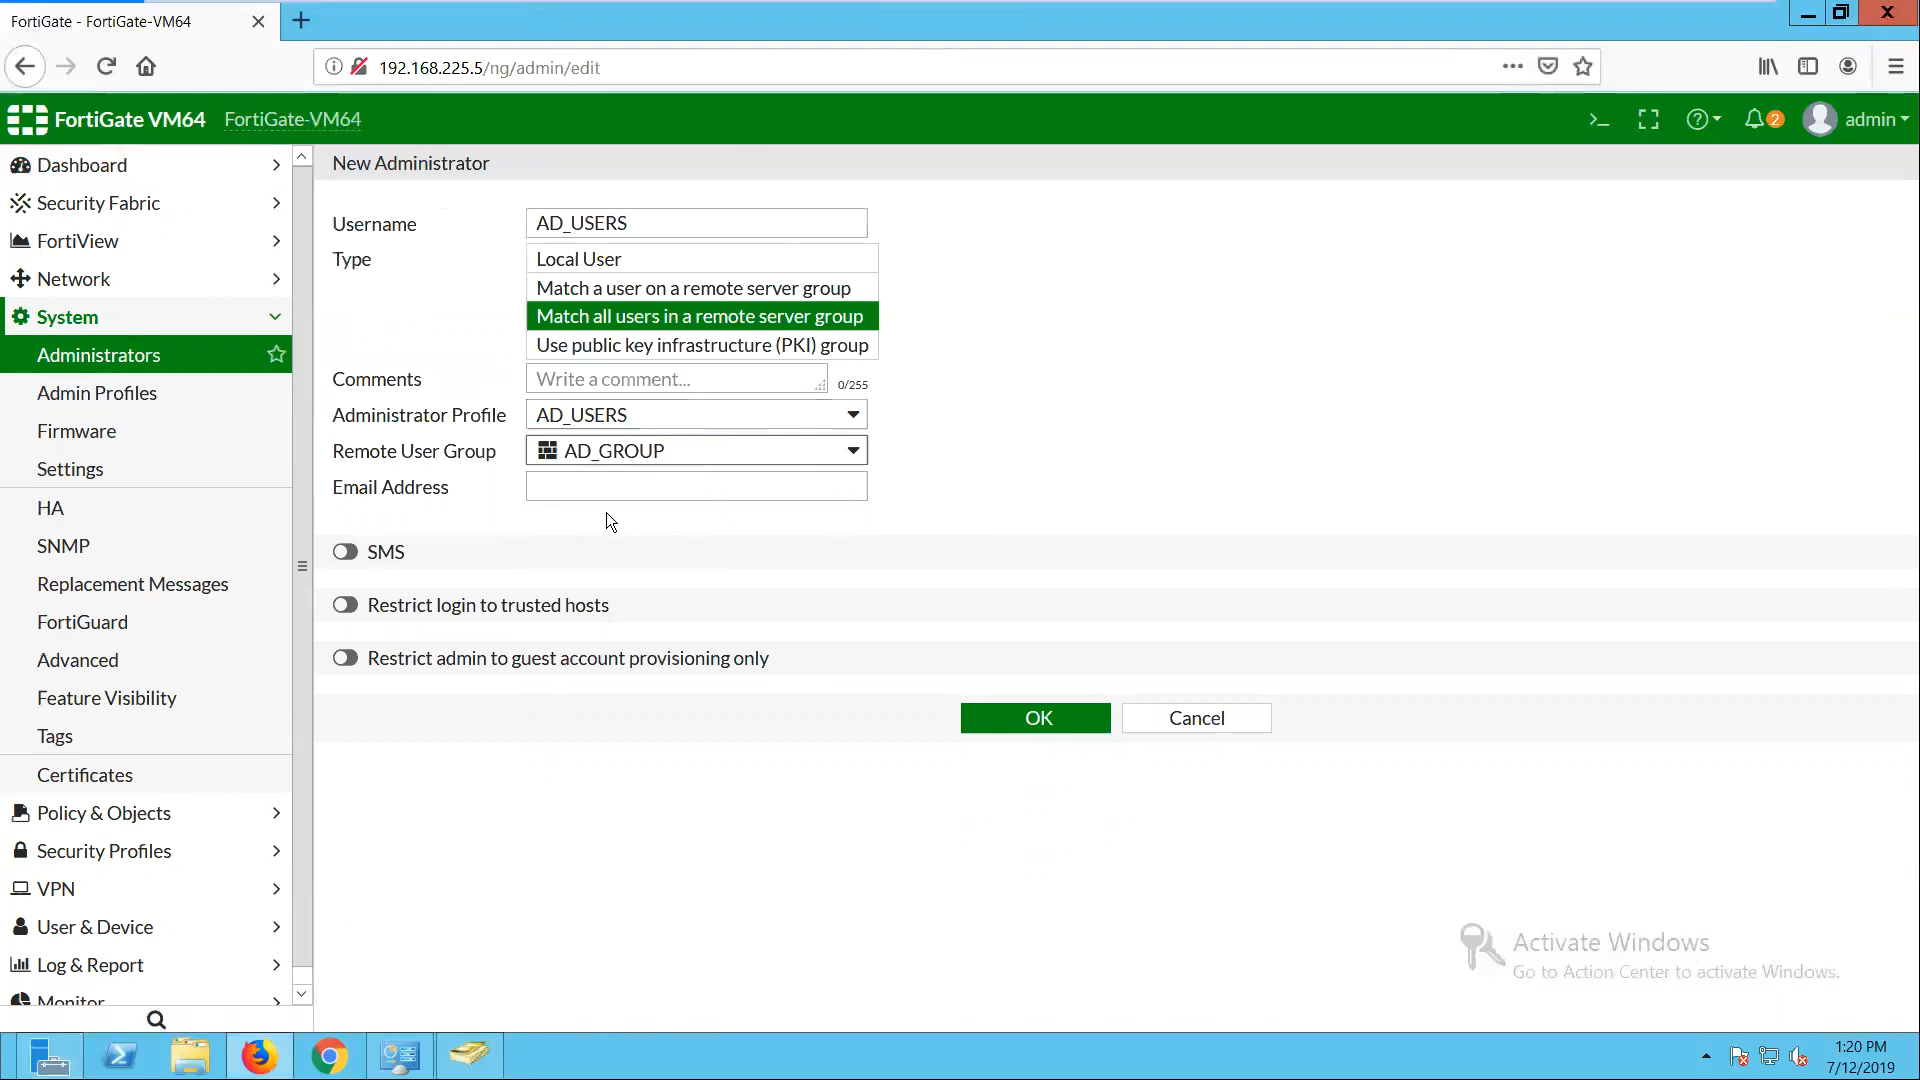 FortiGate - FortiGate-VM64
192.168.225.5/ng/admin/edit
FortiGate VM64 FortiGate-VM64
2 admin
Dashboard
Security Fabric
FortiView
Network
System
Administrators
Admin Profiles
Firmware
Settings
HA
SNMP
Replacement Messages
FortiGuard
Advanced
Feature Visibility
Tags
Certificates
Policy & Objects
Security Profiles
VPN
User & Device
Log & Report
Monitor
New Administrator
Username AD_USERS
Type Local User
Match a user on a remote server group
Match all users in a remote server group
Use public key infrastructure (PKI) group
Comments Write a comment... 0/255
Administrator Profile AD_USERS
Remote User Group AD_GROUP
Email Address
SMS
Restrict login to trusted hosts
Restrict admin to guest account provisioning only
OK Cancel
Activate Windows
Go to Action Center to activate Windows.
1:20 PM
7/12/2019